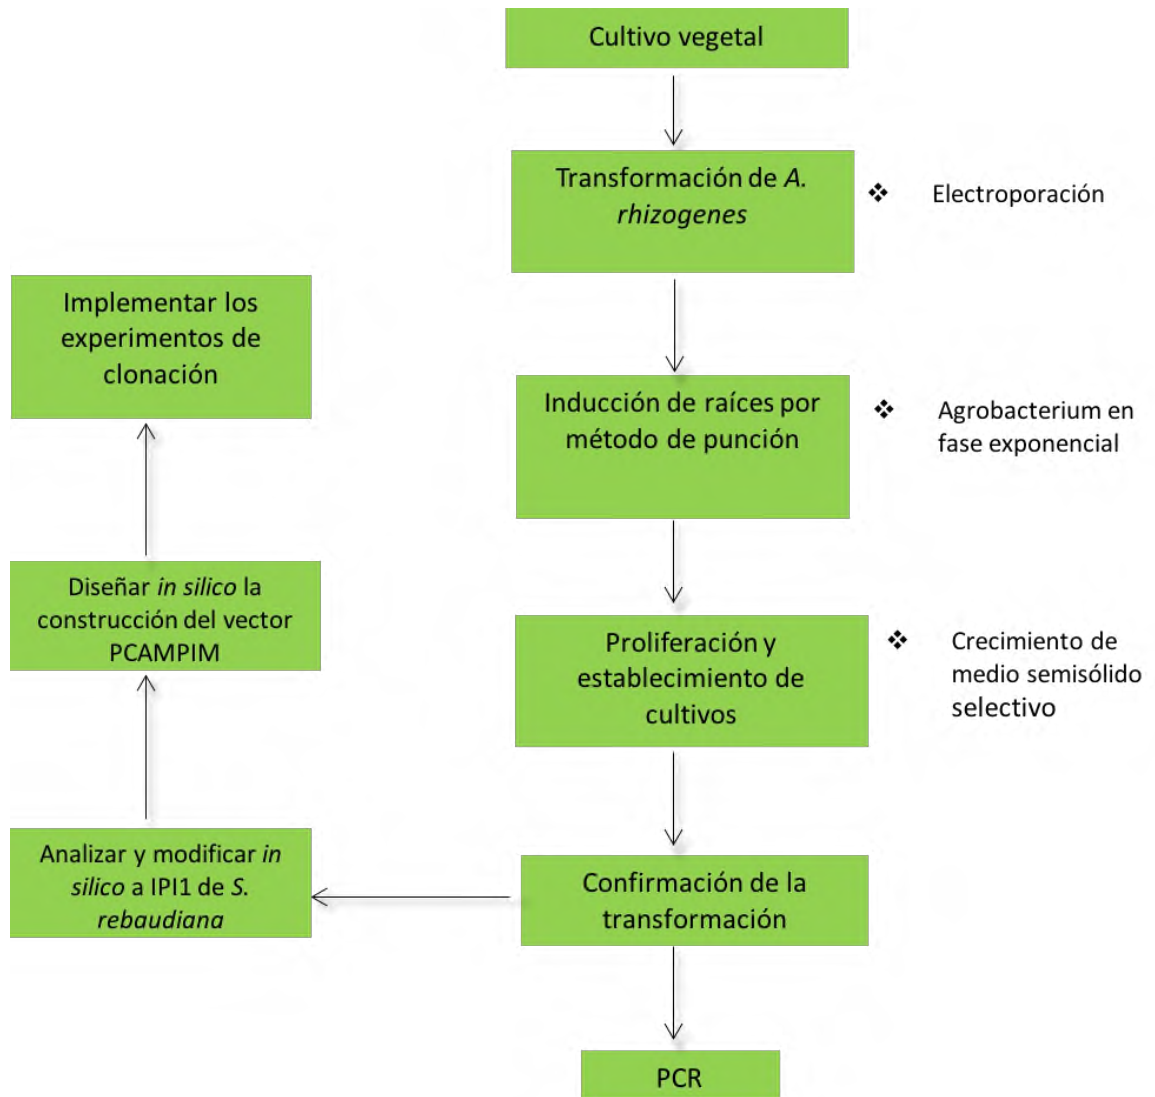 Cultivo vegetal
Transformación de A.
rhizogenes
❖ Electroporación
Inducción de raíces por
método de punción
❖ Agrobacterium en
fase exponencial
Proliferación y
establecimiento de
cultivos
❖ Crecimiento de
medio semisólido
selectivo
Confirmación de la
transformación
PCR
Analizar y modificar in
silico a IPI1 de S.
rebaudiana
Diseñar in silico la
construcción del vector
PCAMPIM
Implementar los
experimentos de
clonación